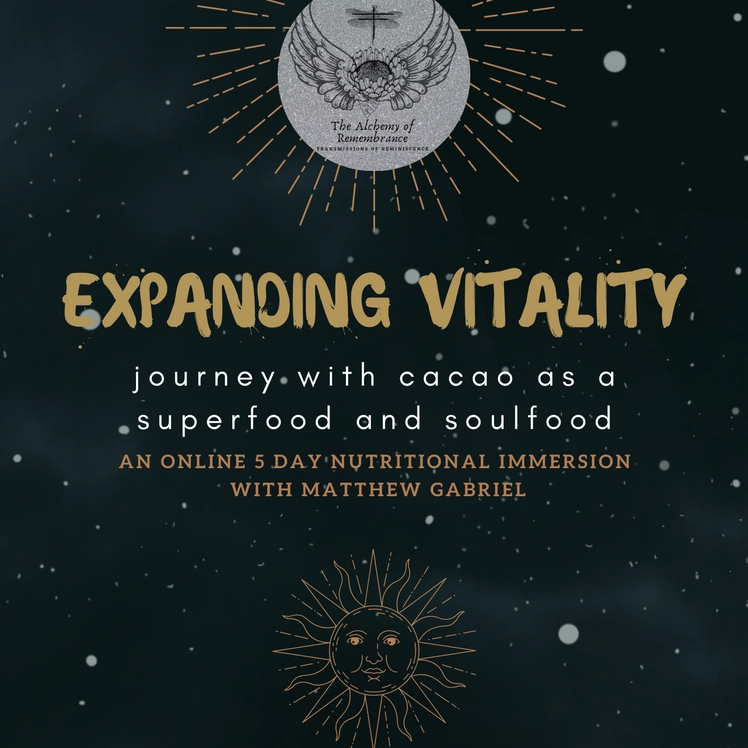 The Alchemy of
Remembrance
TRANSMISSIONS OF REMINISCENCE
EXPANDING VITALITY
journey with cacao as a
superfood and soulfood
AN ONLINE 5 DAY NUTRITIONAL IMMERSION
WITH MATTHEW GABRIEL